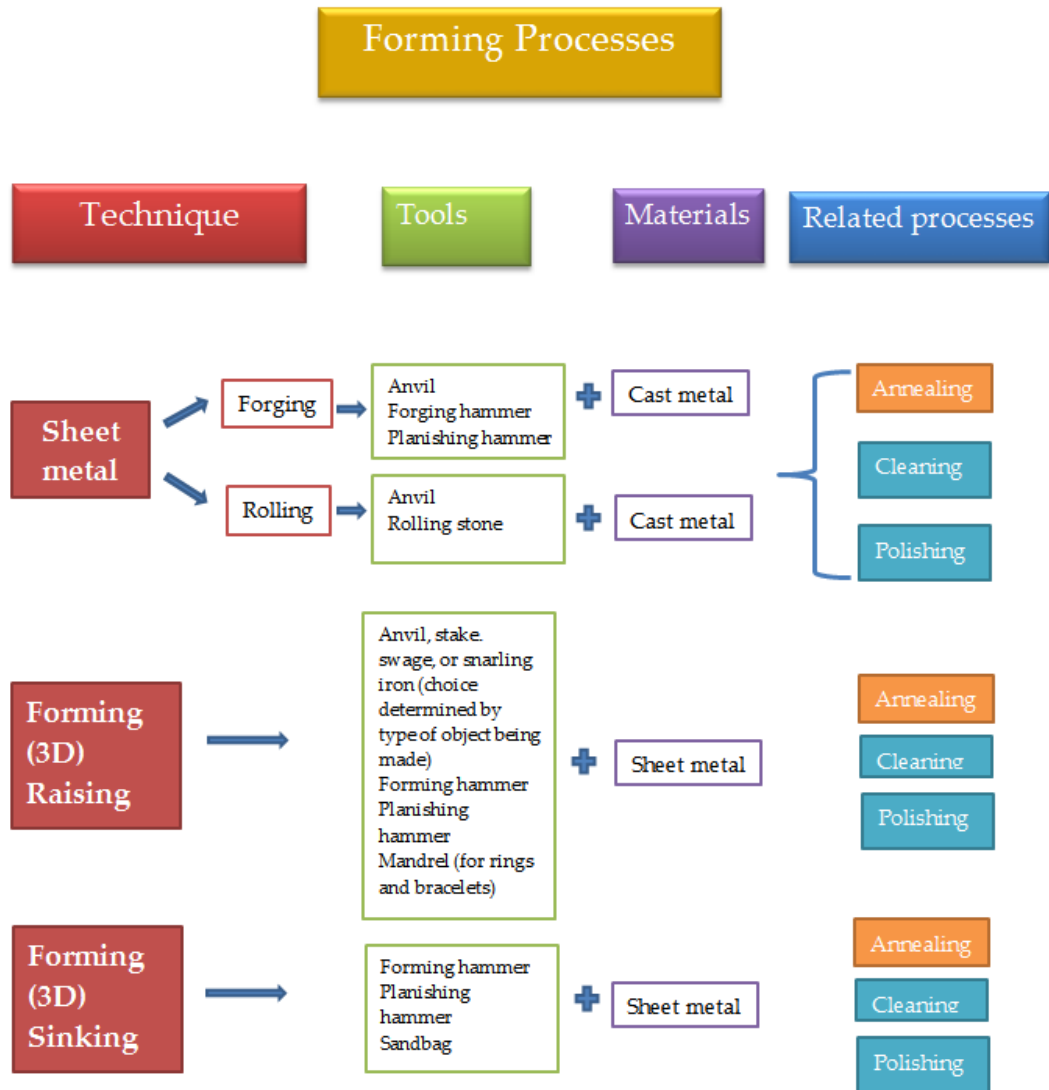 Forming Processes
Technique
Tools
Materials
Related processes
Sheet
metal
Forging
Anvil
Forging hammer
Planishing hammer
Cast metal
Rolling
Anvil
Rolling stone
Cast metal
Annealing
Cleaning
Polishing
Forming
(3D)
Raising
Anvil, stake.
swage, or snarling
iron (choice
determined by
type of object being
made)
Forming hammer
Planishing
hammer
Mandrel (for rings
and bracelets)
Sheet metal
Annealing
Cleaning
Polishing
Forming
(3D)
Sinking
Forming hammer
Planishing
hammer
Sandbag
Sheet metal
Annealing
Cleaning
Polishing